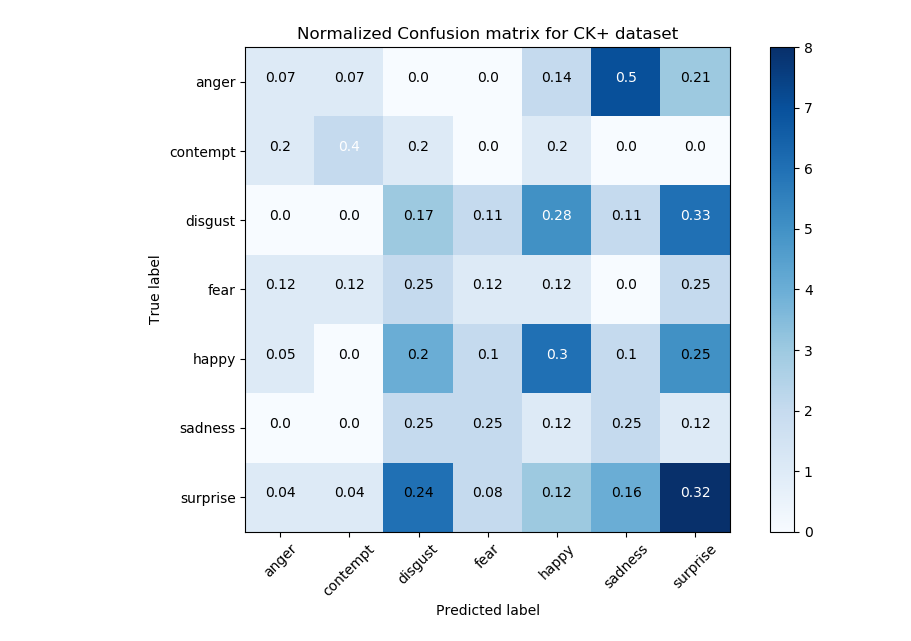 Normalized Confusion matrix for CK+ dataset
True label
anger 0.07 0.07 0.0 0.0 0.14 0.5 0.21
contempt 0.2 0.4 0.2 0.0 0.2 0.0 0.0
disgust 0.0 0.0 0.17 0.11 0.28 0.11 0.33
fear 0.12 0.12 0.25 0.12 0.12 0.0 0.25
happy 0.05 0.0 0.2 0.1 0.3 0.1 0.25
sadness 0.0 0.0 0.25 0.25 0.12 0.25 0.12
surprise 0.04 0.04 0.24 0.08 0.12 0.16 0.32
anger contempt disgust fear happy sadness surprise
Predicted label
8
7
6
5
4
3
2
1
0